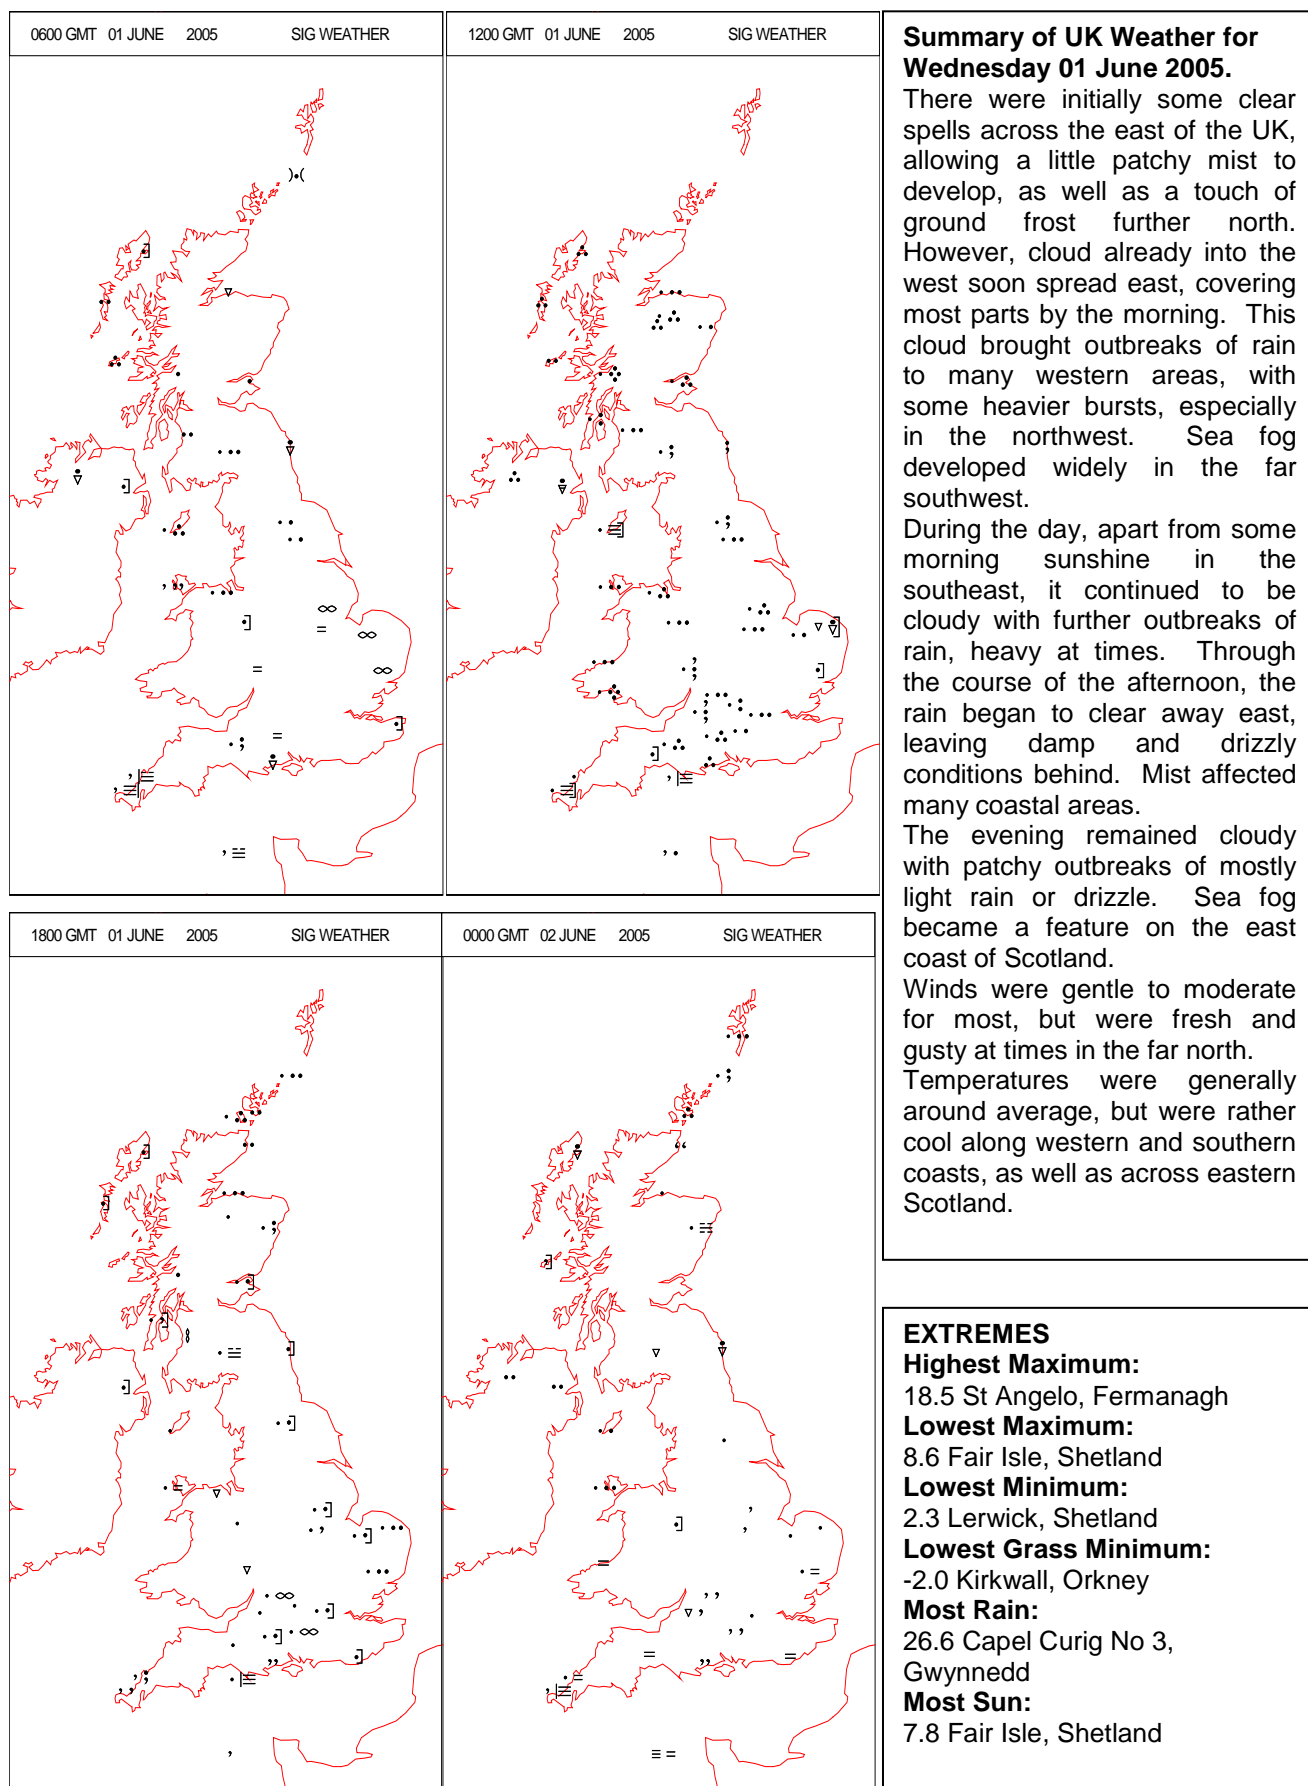 0600 GMT 01 JUNE 2005 SIG WEATHER
1200 GMT 01 JUNE 2005 SIG WEATHER
1800 GMT 01 JUNE 2005 SIG WEATHER
0000 GMT 02 JUNE 2005 SIG WEATHER
Summary of UK Weather for
Wednesday 01 June 2005.
There were initially some clear
spells across the east of the UK,
allowing a little patchy mist to
develop, as well as a touch of
ground frost further north.
However, cloud already into the
west soon spread east, covering
most parts by the morning. This
cloud brought outbreaks of rain
to many western areas, with
some heavier bursts, especially
in the northwest. Sea fog
developed widely in the far
southwest.
During the day, apart from some
morning sunshine in the
southeast, it continued to be
cloudy with further outbreaks of
rain, heavy at times. Through
the course of the afternoon, the
rain began to clear away east,
leaving damp and drizzly
conditions behind. Mist affected
many coastal areas.
The evening remained cloudy
with patchy outbreaks of mostly
light rain or drizzle. Sea fog
became a feature on the east
coast of Scotland.
Winds were gentle to moderate
for most, but were fresh and
gusty at times in the far north.
Temperatures were generally
around average, but were rather
cool along western and southern
coasts, as well as across eastern
Scotland.
EXTREMES
Highest Maximum:
18.5 St Angelo, Fermanagh
Lowest Maximum:
8.6 Fair Isle, Shetland
Lowest Minimum:
2.3 Lerwick, Shetland
Lowest Grass Minimum:
-2.0 Kirkwall, Orkney
Most Rain:
26.6 Capel Curig No 3,
Gwynnedd
Most Sun:
7.8 Fair Isle, Shetland